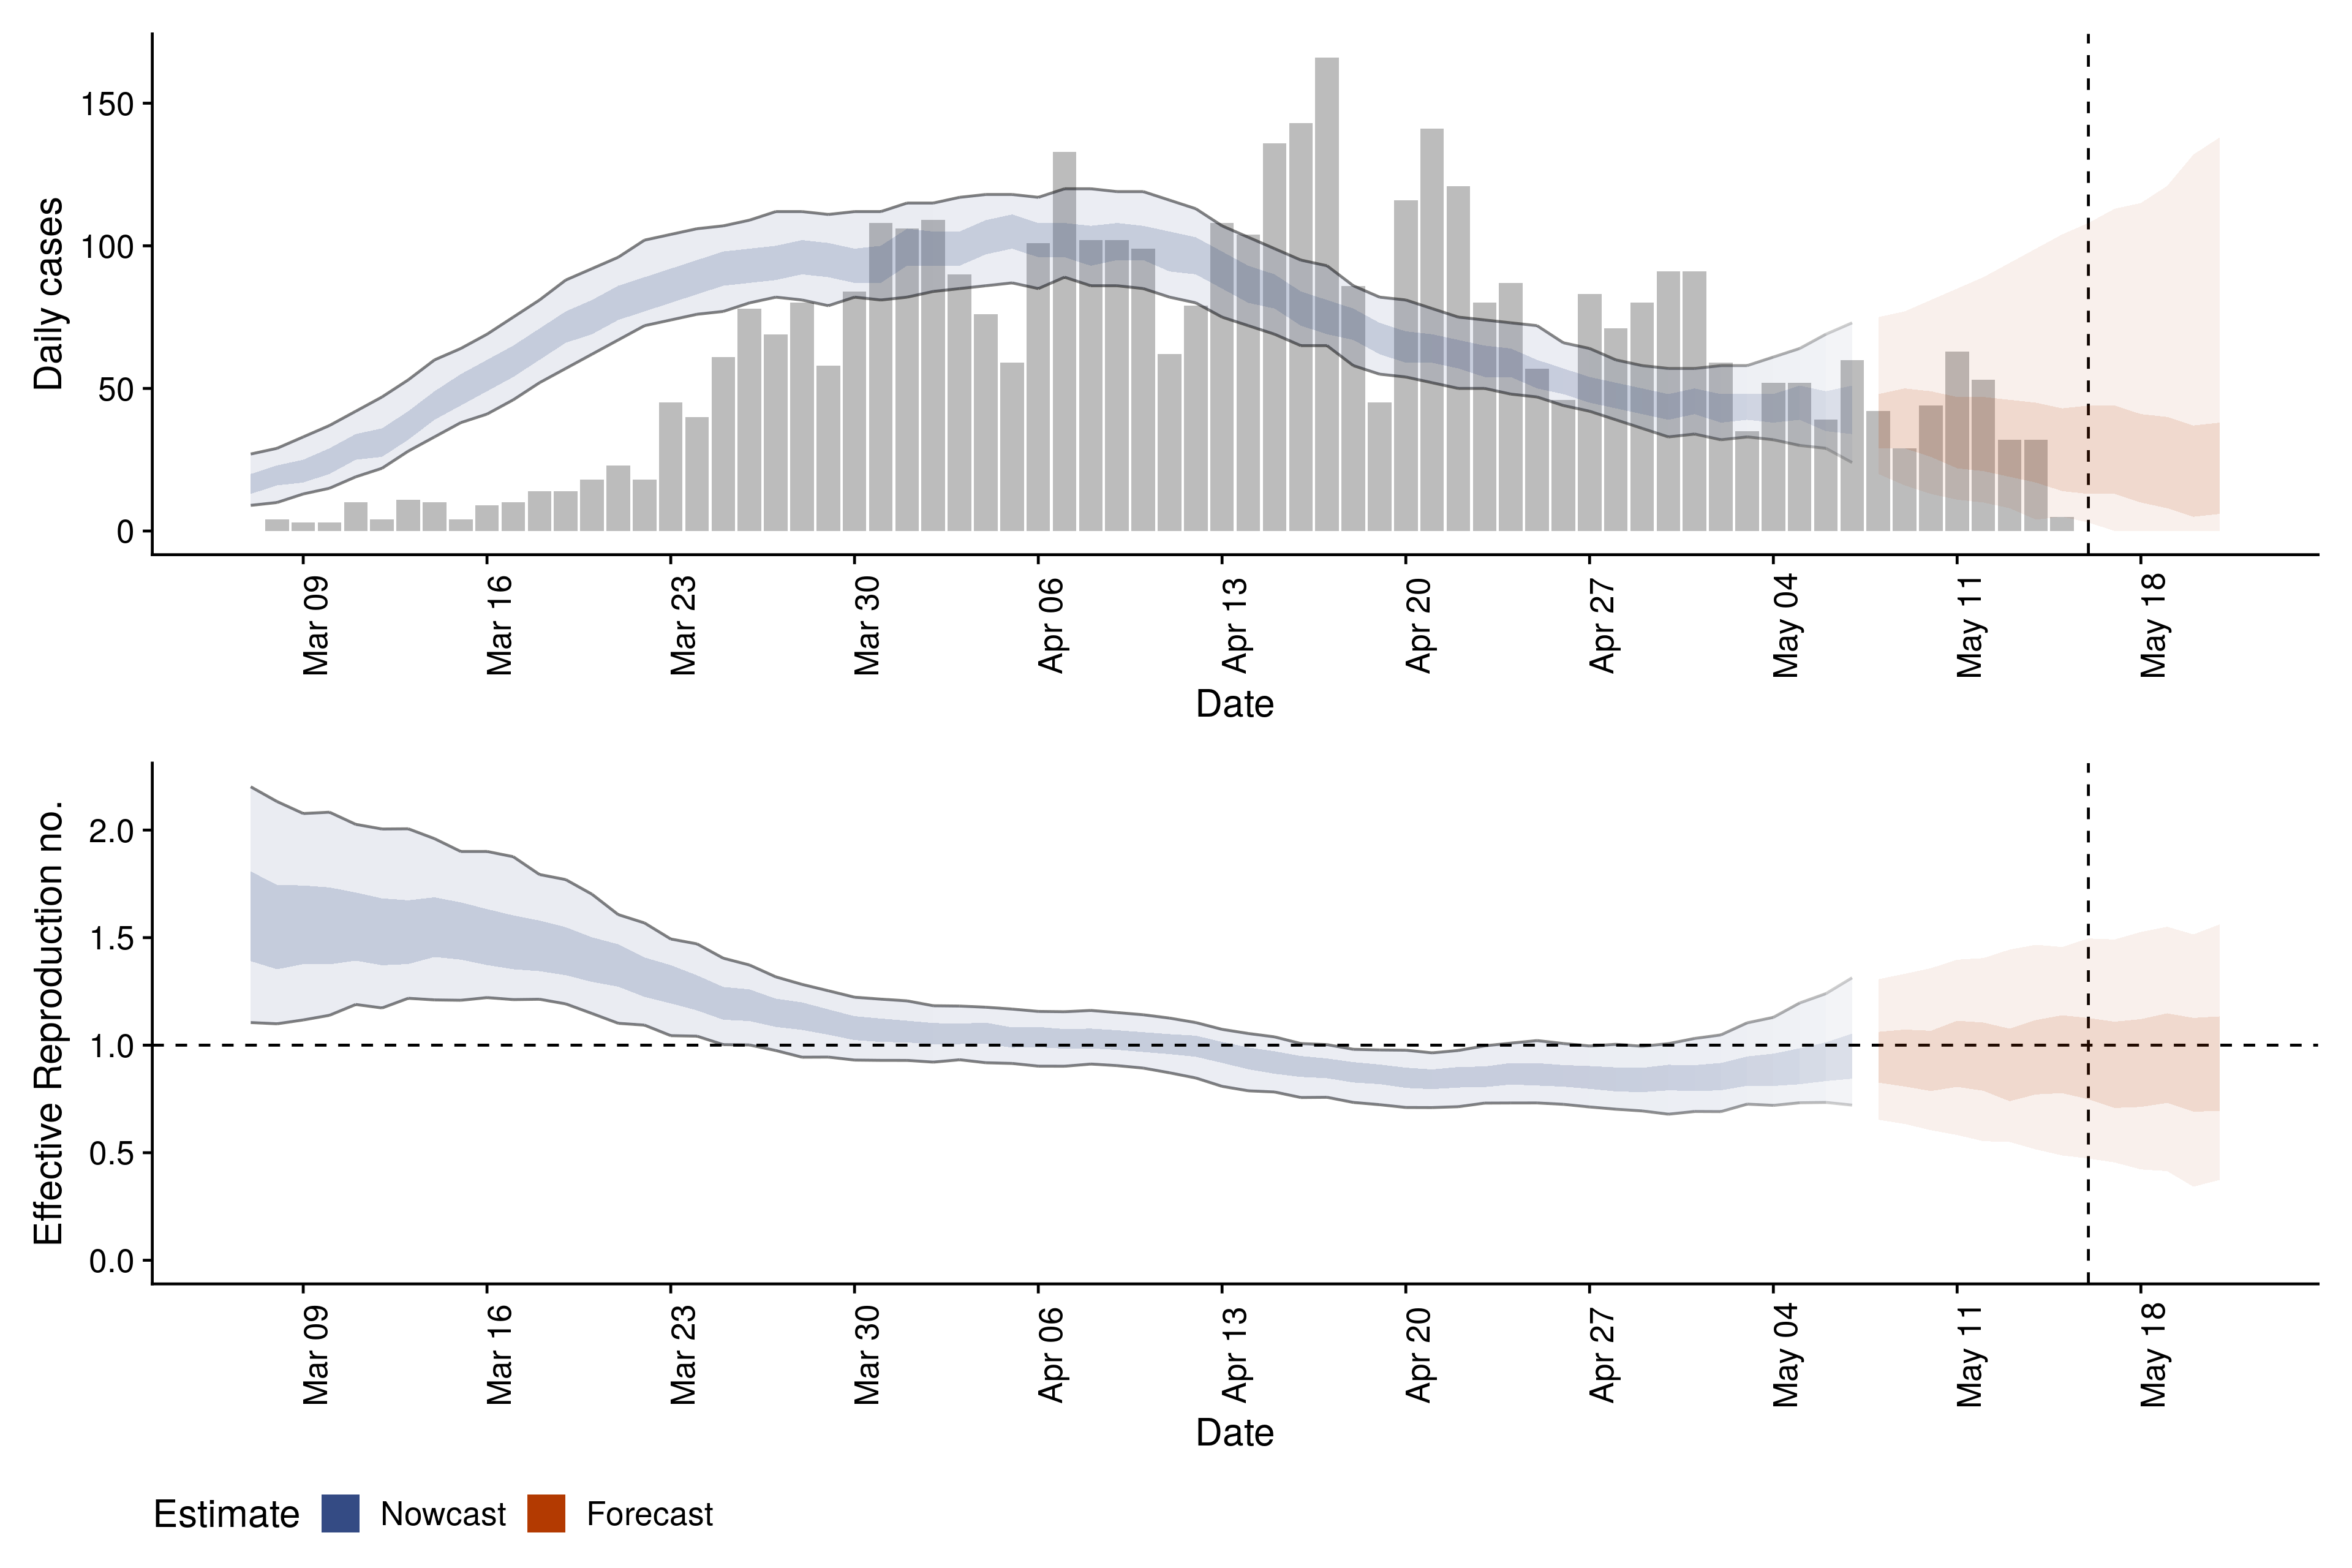 Daily cases
150
100
50
0
Mar 09
Mar 16
Mar 23
Mar 30
Apr 06
Apr 13
Apr 20
Apr 27
May 04
May 11
May 18
Date
Effective Reproduction no.
2.0
1.5
1.0
0.5
0.0
Mar 09
Mar 16
Mar 23
Mar 30
Apr 06
Apr 13
Apr 20
Apr 27
May 04
May 11
May 18
Date
Estimate Nowcast Forecast